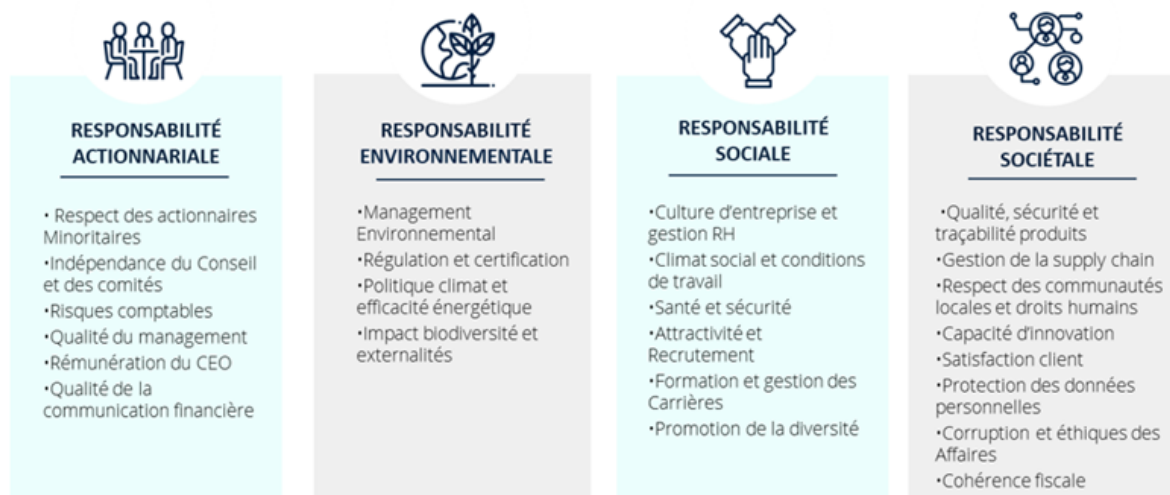 RESPONSABILITÉ
ACTIONNARIALE
• Respect des actionnaires
Minoritaires
•Indépendance du Conseil
et des comités
•Risques comptables
•Qualité du management
•Rémunération du CEO
•Qualité de la
communication financière
RESPONSABILITÉ
ENVIRONNEMENTALE
•Management
Environnemental
•Régulation et certification
•Politique climat et
efficacité énergétique
•Impact biodiversité et
externalités
RESPONSABILITÉ
SOCIALE
•Culture d'entreprise et
gestion RH
•Climat social et conditions
de travail
•Santé et sécurité
•Attractivité et
Recrutement
•Formation et gestion des
Carrières
•Promotion de la diversité
RESPONSABILITÉ
SOCIÉTALE
•Qualité, sécurité et
traçabilité produits
•Gestion de la supply chain
•Respect des communautés
locales et droits humains
•Capacité d'innovation
•Satisfaction client
•Protection des données
personnelles
•Corruption et éthiques des
Affaires
•Cohérence fiscale